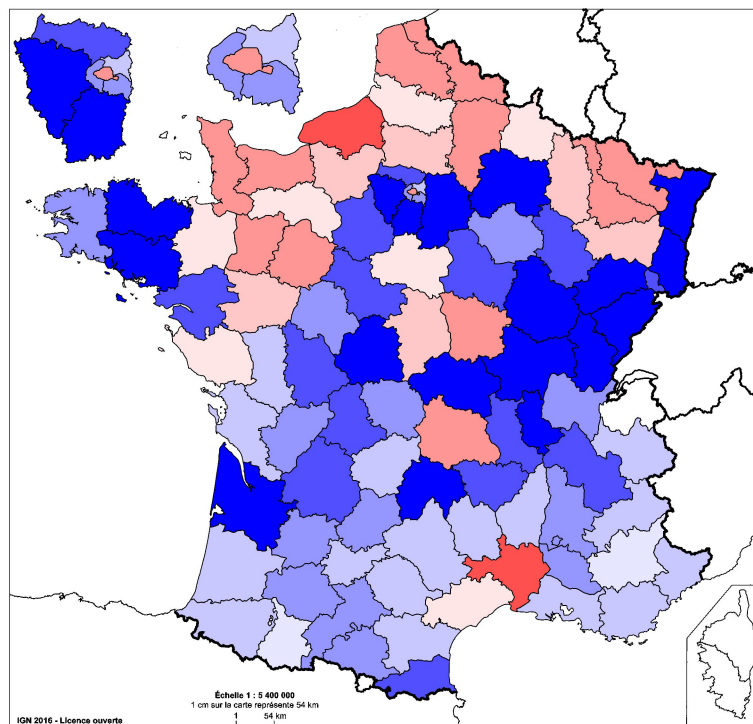 Échelle 1 : 5 400 000
1 cm sur la carte représente 54 km
1 54 km
IGN 2016 - Licence ouverte